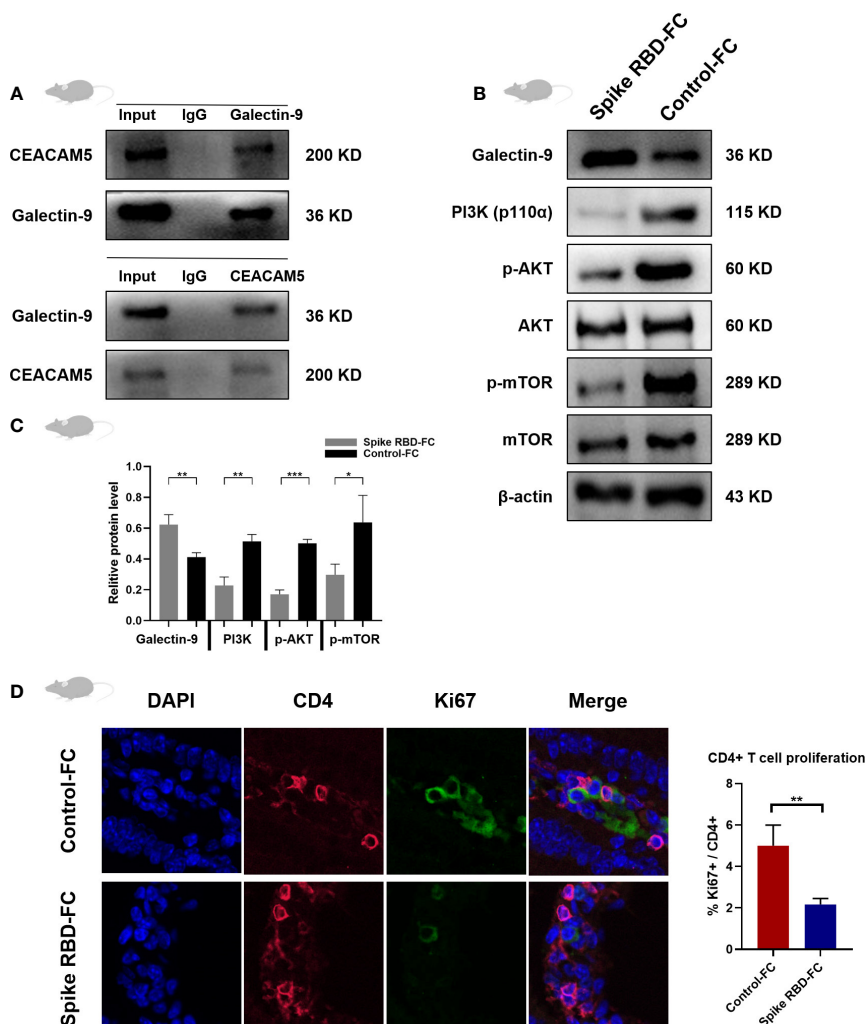 A
Input IgG Galectin-9
CEACAM5 200 KD
Galectin-9 36 KD
Input IgG CEACAM5
Galectin-9 36 KD
CEACAM5 200 KD
B
Spike RBD-FC Control-FC
Galectin-9 36 KD
PI3K (p110α) 115 KD
p-AKT 60 KD
AKT 60 KD
p-mTOR 289 KD
mTOR 289 KD
β-actin 43 KD
C
Spike RBD-FC
Control-FC
Relitive protein level
1.0
0.8
0.6
0.4
0.2
0.0
** ** *** *
Galectin-9 PI3K p-AKT p-mTOR
D
DAPI CD4 Ki67 Merge
Control-FC
Spike RBD-FC
CD4+ T cell proliferation
% Ki67+ / CD4+
8
6
4
2
0
**
Control-FC Spike RBD-FC